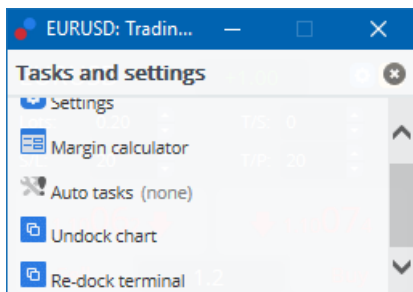 EURUSD: Tradin...
Tasks and settings
Settings
Margin calculator
Auto tasks (none)
Undock chart
Re-dock terminal